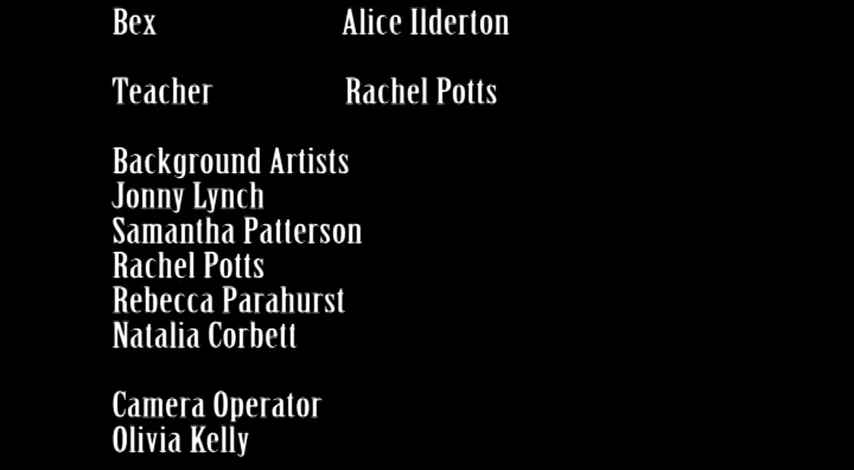 Bex Alice Ilderton
Teacher Rachel Potts
Background Artists
Jonny Lynch
Samantha Patterson
Rachel Potts
Rebecca Parahurst
Natalia Corbett
Camera Operator
Olivia Kelly